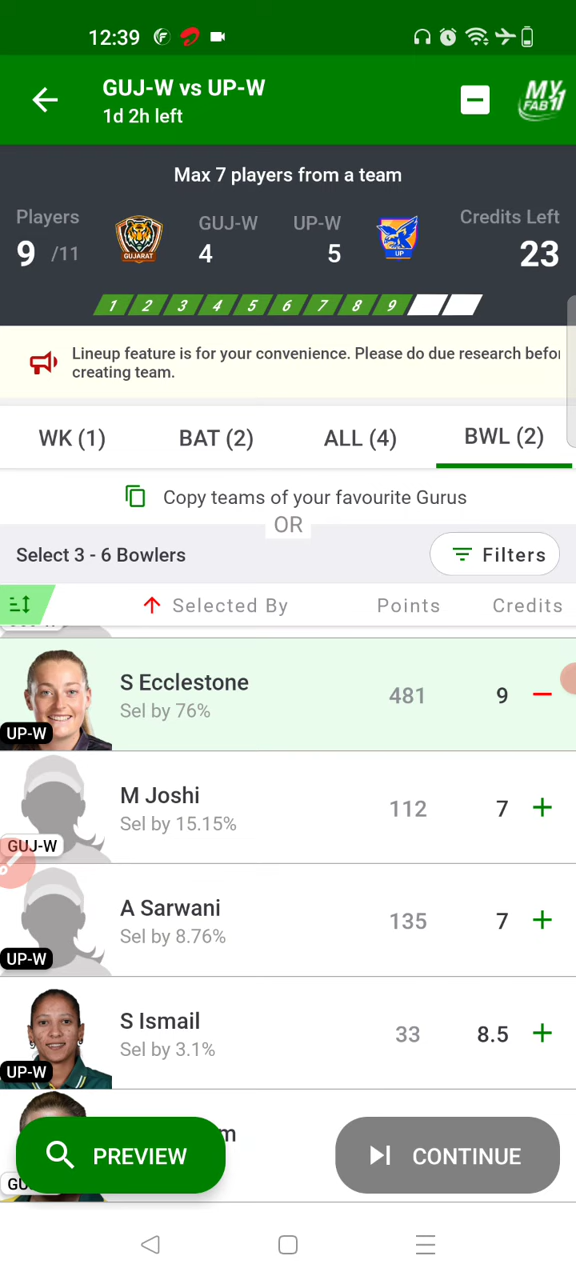 12:39
GUJ-W vs UP-W
1d 2h left
MY
FAB11
Max 7 players from a team
Players
GUJ-W
UP-W
Credits Left
9 /11
GUJARAT
4
5
UP
23
1 2 3 4 5 6 7 8 9
Lineup feature is for your convenience. Please do due research befor
creating team.
WK (1)
BAT (2)
ALL (4)
BWL (2)
Copy teams of your favourite Gurus
OR
Select 3 - 6 Bowlers
Filters
Selected By
Points
Credits
S Ecclestone
Sel by 76%
481
9
UP-W
M Joshi
Sel by 15.15%
112
7
GUJ-W
A Sarwani
Sel by 8.76%
135
7
UP-W
S Ismail
Sel by 3.1%
33
8.5
UP-W
m
GU
PREVIEW
CONTINUE